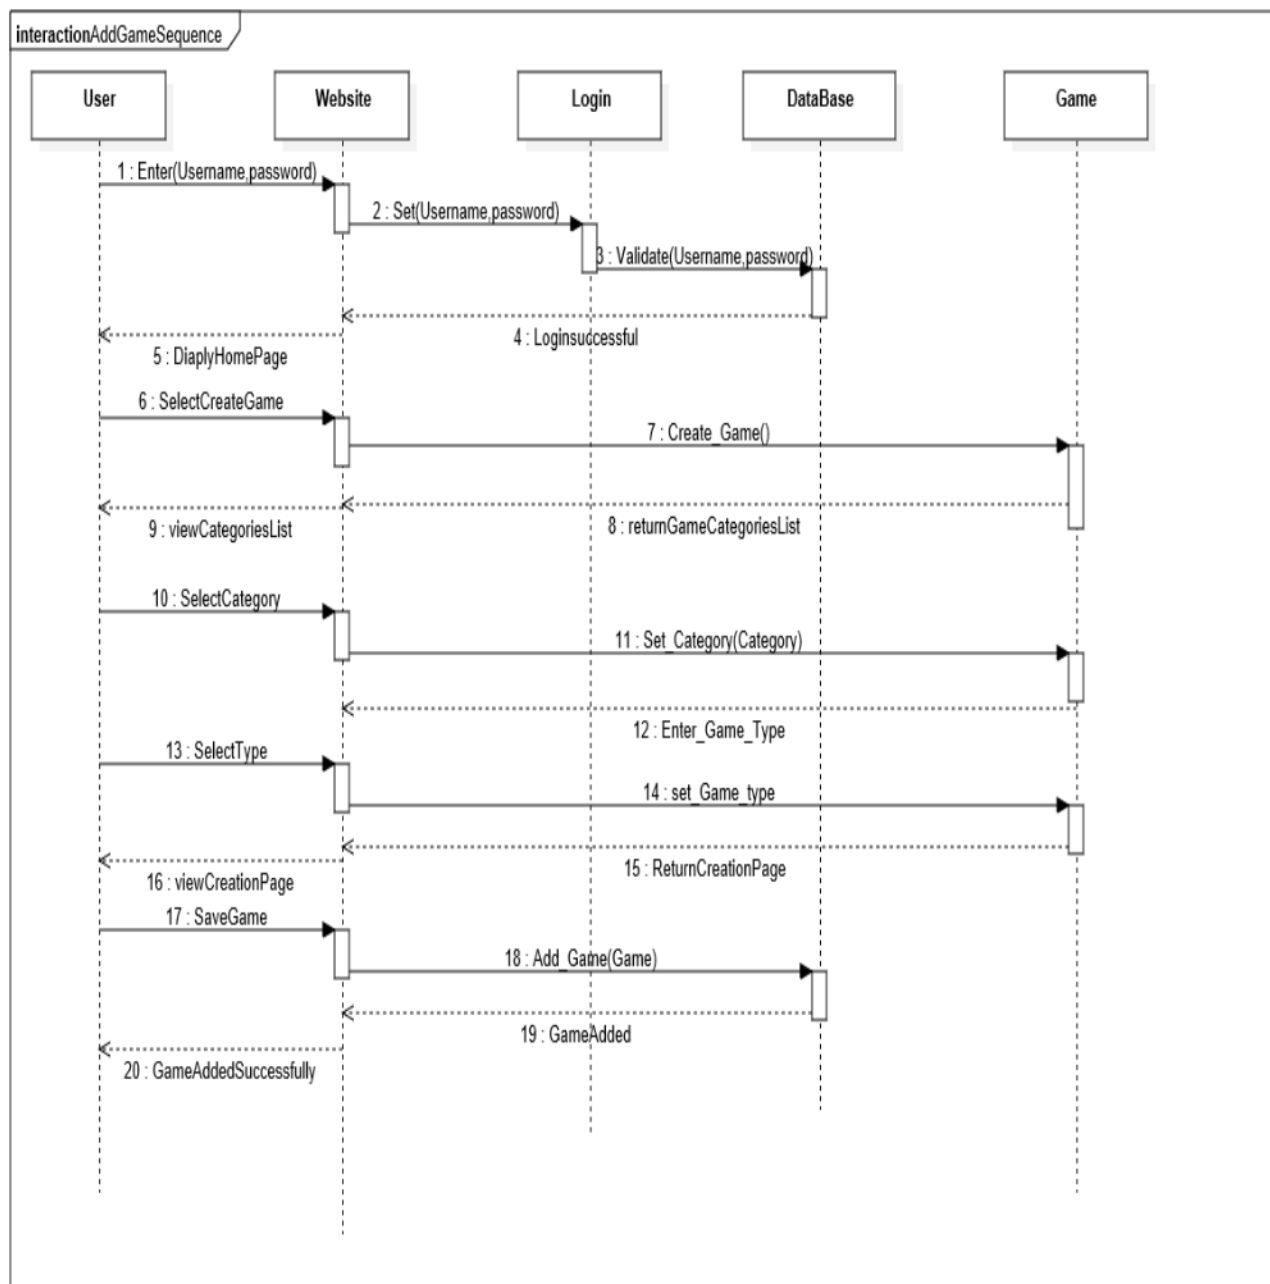 interactionAddGameSequence
User
Website
Login
DataBase
Game
1 : Enter(Username,password)
2 : Set(Username,password)
3 : Validate(Username,password)
4 : Loginsuccessful
5 : DiaplyHomePage
6 : SelectCreateGame
7 : Create_Game()
8 : returnGameCategoriesList
9 : viewCategoriesList
10 : SelectCategory
11 : Set_Category(Category)
12 : Enter_Game_Type
13 : SelectType
14 : set_Game_type
15 : ReturnCreationPage
16 : viewCreationPage
17 : SaveGame
18 : Add_Game(Game)
19 : GameAdded
20 : GameAddedSuccessfully